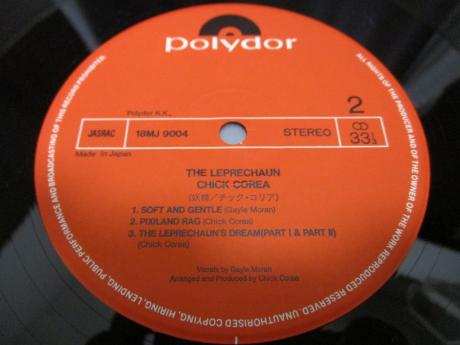 polydor
Polydor K.K.
2
JASRAC 18MJ 9004 STEREO 33 1/3
Made in Japan
THE LEPRECHAUN
CHICK COREA
(妖精/チック・コリア)
1. SOFT AND GENTLE (Gayle Moran)
2. PIXILAND RAG (Chick Corea)
3. THE LEPRECHAUN'S DREAM(PART I & PART II)
(Chick Corea)
Vocals by Gayle Moran
Arranged and Produced by Chick Corea
ALL RIGHTS OF THE PRODUCER AND OF THE OWNER OF THE WORK REPRODUCED RESERVED. UNAUTHORISED COPYING, HIRING, LENDING, PUBLIC PERFORMANCE AND BROADCASTING OF THIS RECORD PROHIBITED.